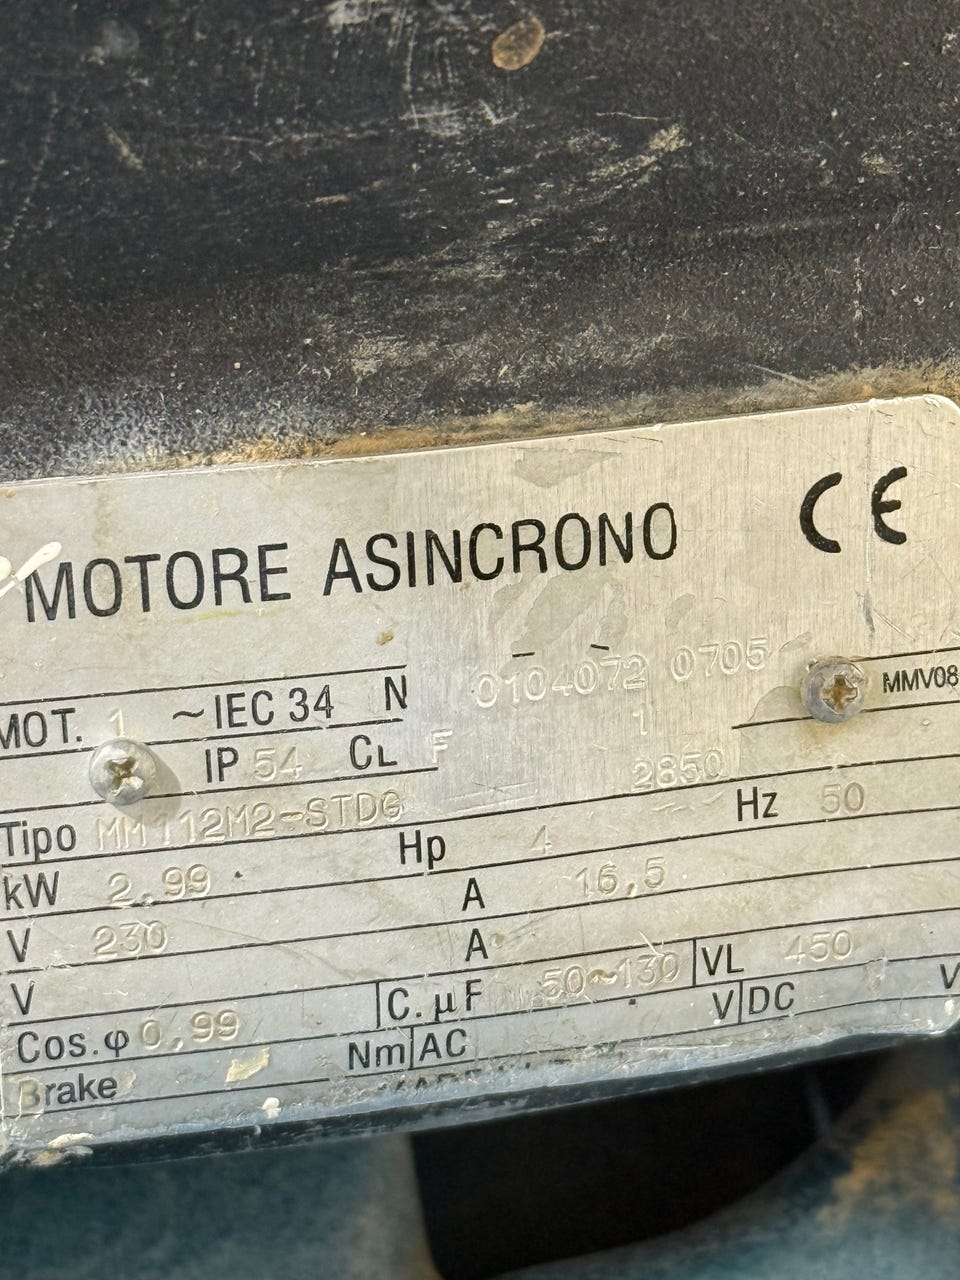 MOTORE ASINCRONO CE
MOT. 1 ~IEC 34 N 0104072 0705 MMV08
IP 54 CL F 1
2850
Tipo MM112M2-STDG Hz 50
kW 2.99 Hp 4
V 230 A 16,5
V A
Cos.φ 0,99 C.μF 50~130 VL 450
Brake Nm AC V DC V